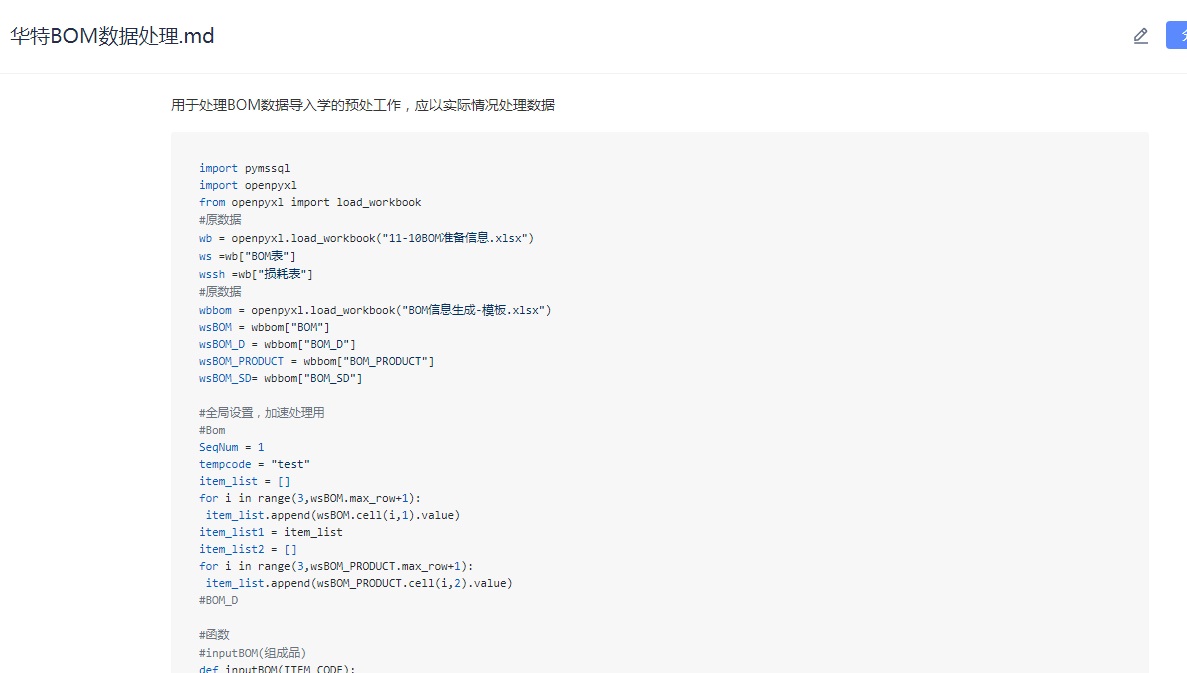 华特BOM数据处理.md
用于处理BOM数据导入学的预处工作，应以实际情况处理数据
import pymssql
import openpyxl
from openpyxl import load_workbook
#原数据
wb = openpyxl.load_workbook("11-10BOM准备信息.xlsx")
ws =wb["BOM表"]
wssh =wb["损耗表"]
#原数据
wbbom = openpyxl.load_workbook("BOM信息生成-模板.xlsx")
wsBOM = wbbom["BOM"]
wsBOM_D = wbbom["BOM_D"]
wsBOM_PRODUCT = wbbom["BOM_PRODUCT"]
wsBOM_SD= wbbom["BOM_SD"]
#全局设置，加速处理用
#Bom
SeqNum = 1
tempcode = "test"
item_list = []
for i in range(3,wsBOM.max_row+1):
 item_list.append(wsBOM.cell(i,1).value)
item_list1 = item_list
item_list2 = []
for i in range(3,wsBOM_PRODUCT.max_row+1):
 item_list.append(wsBOM_PRODUCT.cell(i,2).value)
#BOM_D
#函数
#inputBOM(组成品)
def inputBOM(ITEM_CODE):